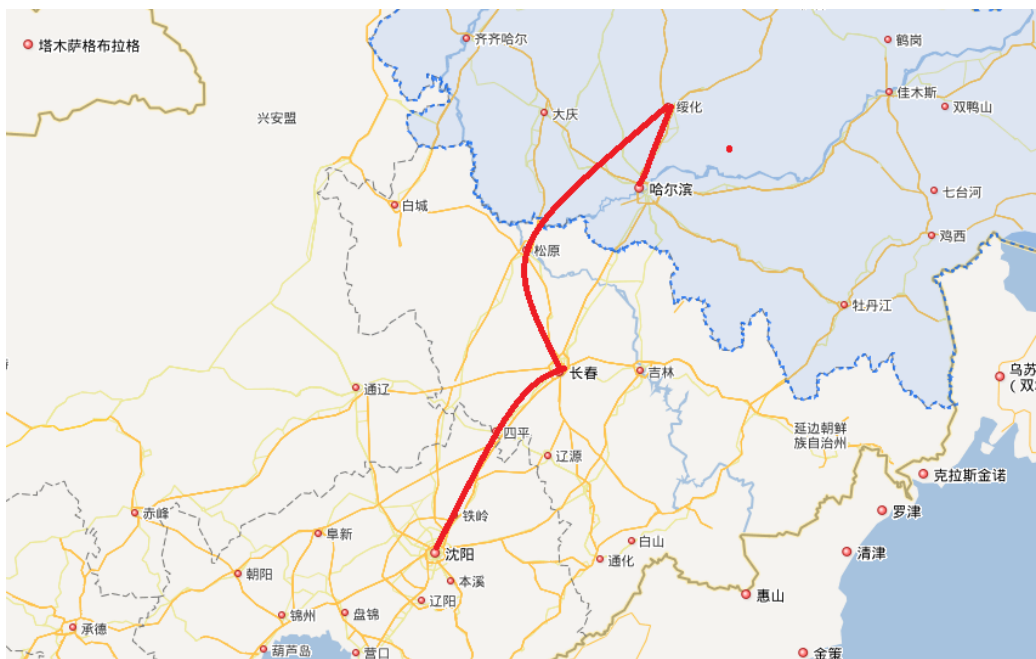 塔木萨格布拉格
齐齐哈尔
鹤岗
佳木斯
双鸭山
兴安盟
大庆
绥化
哈尔滨
七台河
白城
鸡西
松原
牡丹江
长春
吉林
乌苏
(双
通辽
四平
延边朝鲜
族自治州
辽源
克拉斯金诺
赤峰
铁岭
罗津
阜新
白山
沈阳
通化
清津
朝阳
本溪
惠山
辽阳
锦州
盘锦
承德
葫芦岛
营口
金策